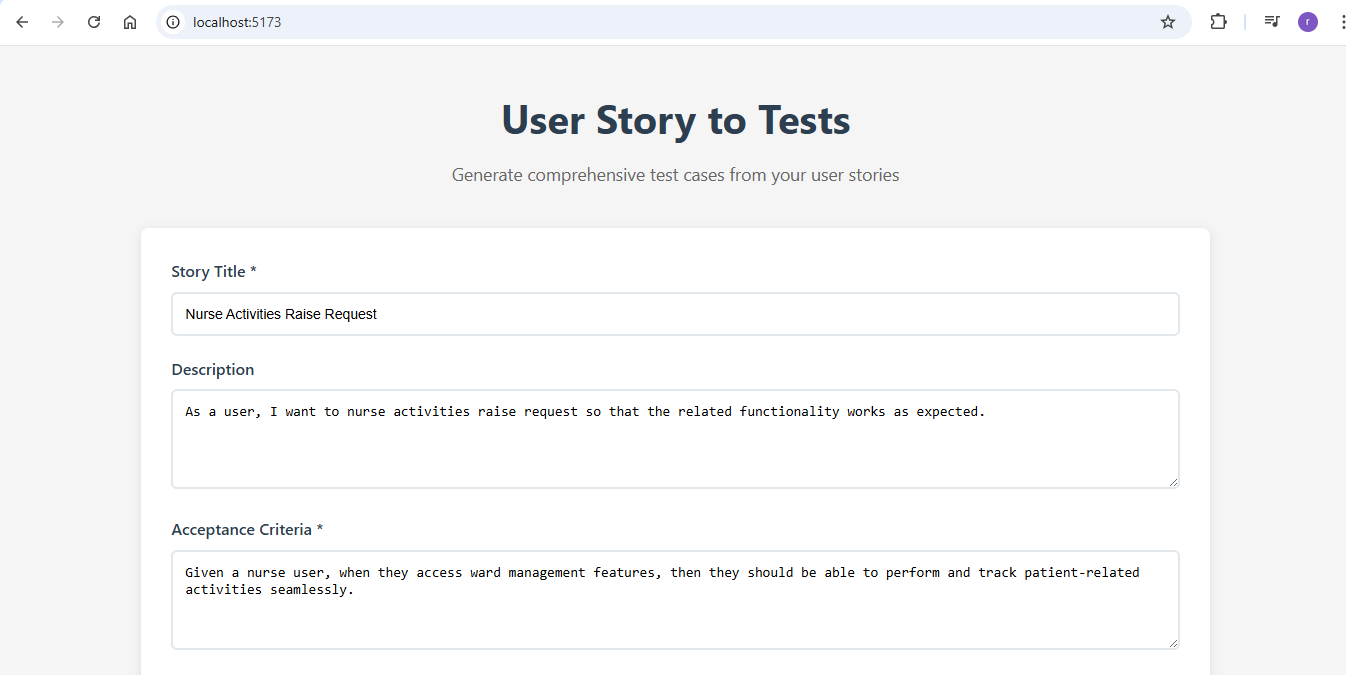 localhost:5173
r
User Story to Tests
Generate comprehensive test cases from your user stories
Story Title *
Nurse Activities Raise Request
Description
As a user, I want to nurse activities raise request so that the related functionality works as expected.
Acceptance Criteria *
Given a nurse user, when they access ward management features, then they should be able to perform and track patient-related
activities seamlessly.